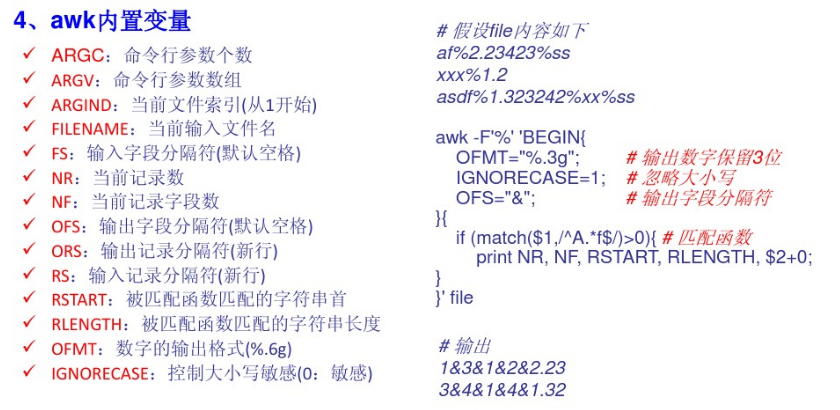 4、awk内置变量
✓ ARGC：命令行参数个数
✓ ARGV：命令行参数数组
✓ ARGIND：当前文件索引(从1开始)
✓ FILENAME：当前输入文件名
✓ FS：输入字段分隔符(默认空格)
✓ NR：当前记录数
✓ NF：当前记录字段数
✓ OFS：输出字段分隔符(默认空格)
✓ ORS：输出记录分隔符(新行)
✓ RS：输入记录分隔符(新行)
✓ RSTART：被匹配函数匹配的字符串首
✓ RLENGTH：被匹配函数匹配的字符串长度
✓ OFMT：数字的输出格式(%.6g)
✓ IGNORECASE：控制大小写敏感(0：敏感)
# 假设file内容如下
af%2.23423%ss
xxx%1.2
asdf%1.323242%xx%ss
awk -F'%' 'BEGIN{
OFMT="%.3g"; # 输出数字保留3位
IGNORECASE=1; # 忽略大小写
OFS="&"; # 输出字段分隔符
}{
if (match($1,/^A.*f$/)>0){ # 匹配函数
print NR, NF, RSTART, RLENGTH, $2+0;
}
}' file
# 输出
1&3&1&2&2.23
3&4&1&4&1.32